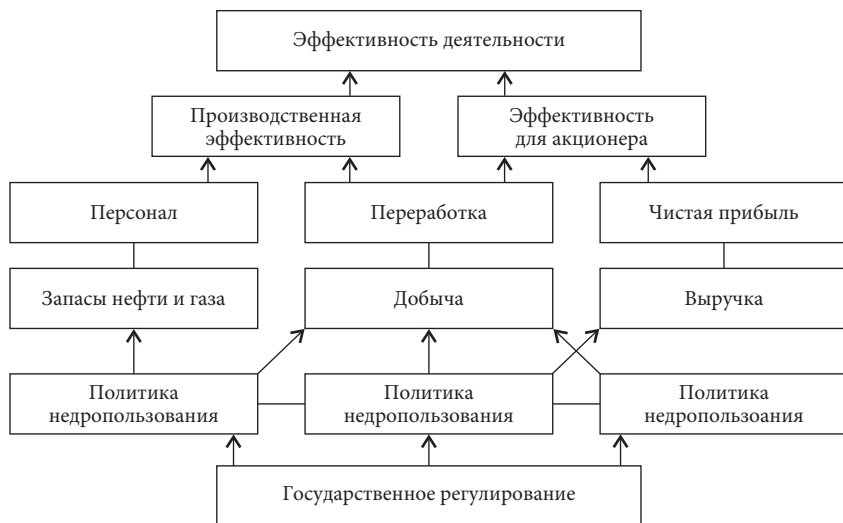 Эффективность деятельности
Производственная
эффективность
Эффективность
для акционера
Персонал
Переработка
Чистая прибыль
Запасы нефти и газа
Добыча
Выручка
Политика
недропользования
Политика
недропользования
Политика
недропользоания
Государственное регулирование